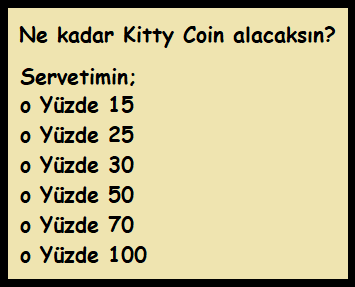 Ne kadar Kitty Coin alacaksın?
Servetimin;
o Yüzde 15
o Yüzde 25
o Yüzde 30
o Yüzde 50
o Yüzde 70
o Yüzde 100